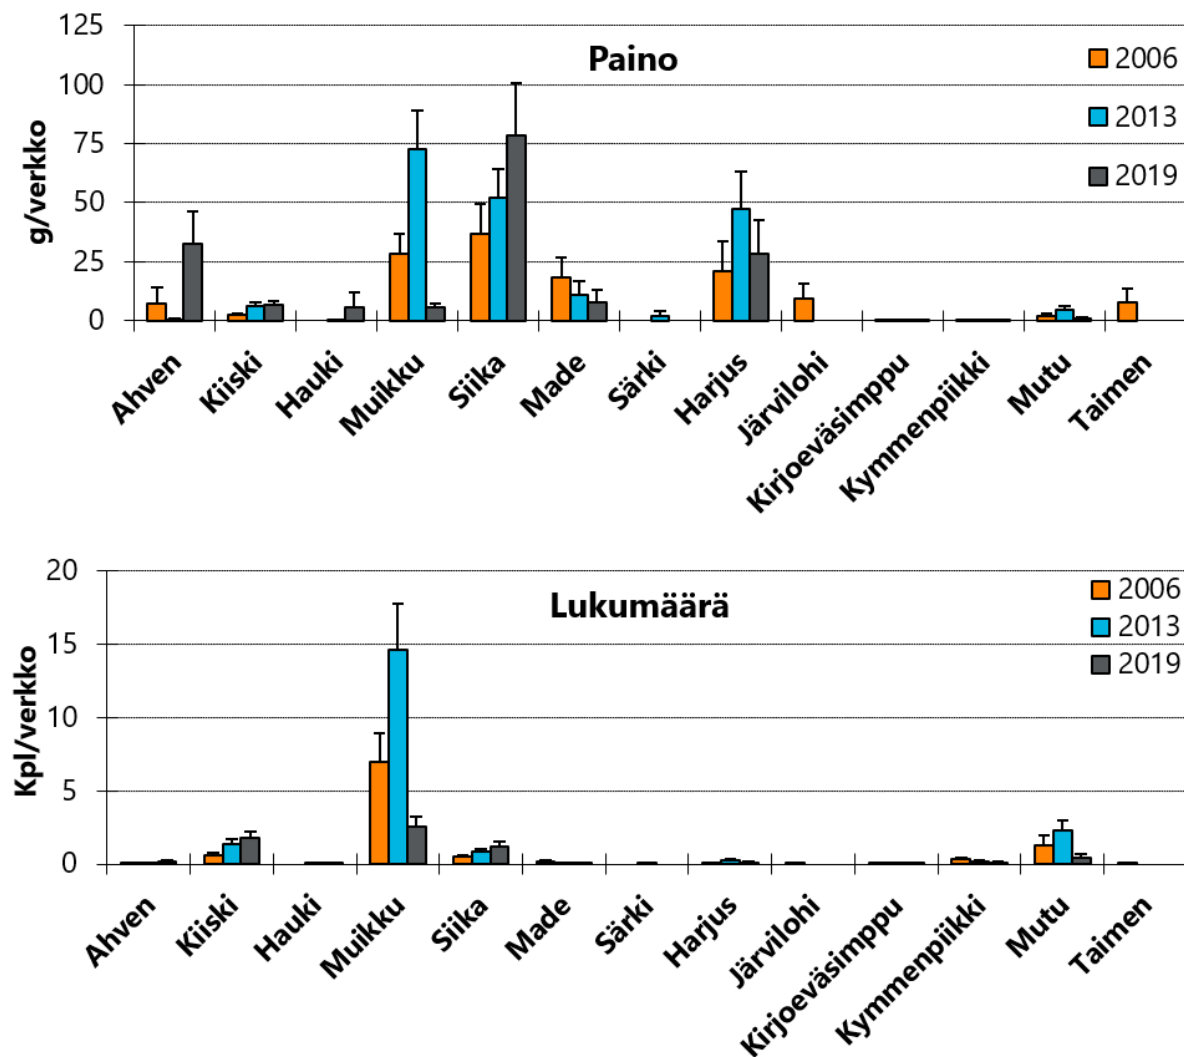 Paino
g/verkko
125
100
75
50
25
0
2006
2013
2019
Ahven
Kiiski
Hauki
Muikku
Siika
Made
Särki
Harjus
Järvilohi
Kirjoeväsimppu
Kymmenpiikki
Mutu
Taimen
Lukumäärä
Kpl/verkko
20
15
10
5
0
2006
2013
2019
Ahven
Kiiski
Hauki
Muikku
Siika
Made
Särki
Harjus
Järvilohi
Kirjoeväsimppu
Kymmenpiikki
Mutu
Taimen